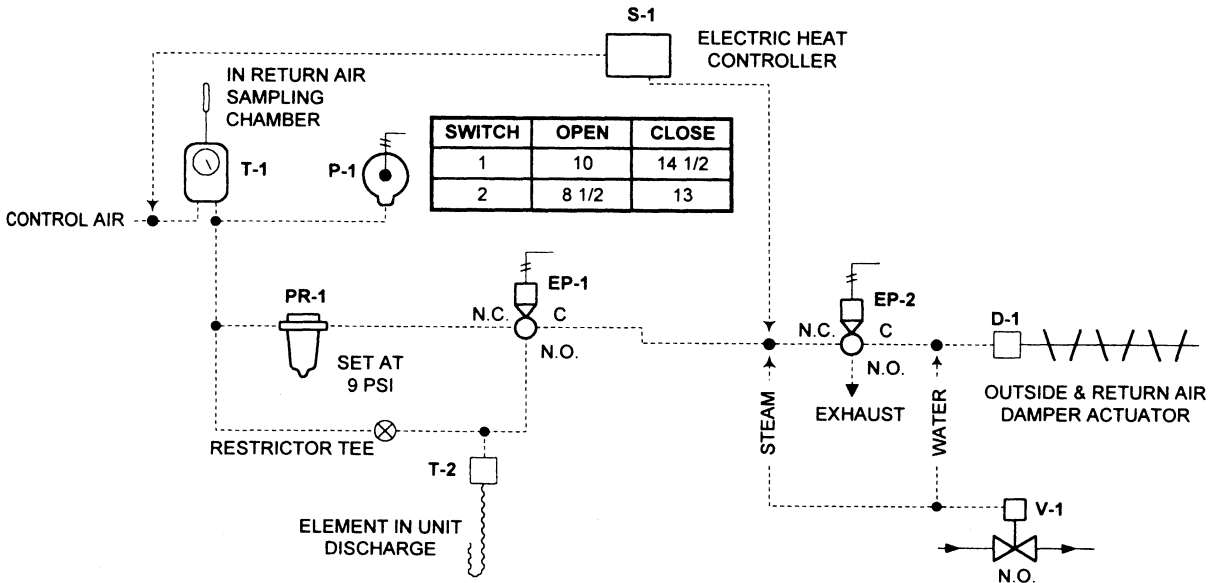 S-1
ELECTRIC HEAT
CONTROLLER
IN RETURN AIR
SAMPLING
CHAMBER
T-1
P-1
SWITCH OPEN CLOSE
1 10 14 1/2
2 8 1/2 13
CONTROL AIR
PR-1
SET AT
9 PSI
EP-1
N.C. C
N.O.
EP-2
N.C. C
N.O.
EXHAUST
D-1
OUTSIDE & RETURN AIR
DAMPER ACTUATOR
STEAM
WATER
RESTRICTOR TEE
T-2
ELEMENT IN UNIT
DISCHARGE
V-1
N.O.